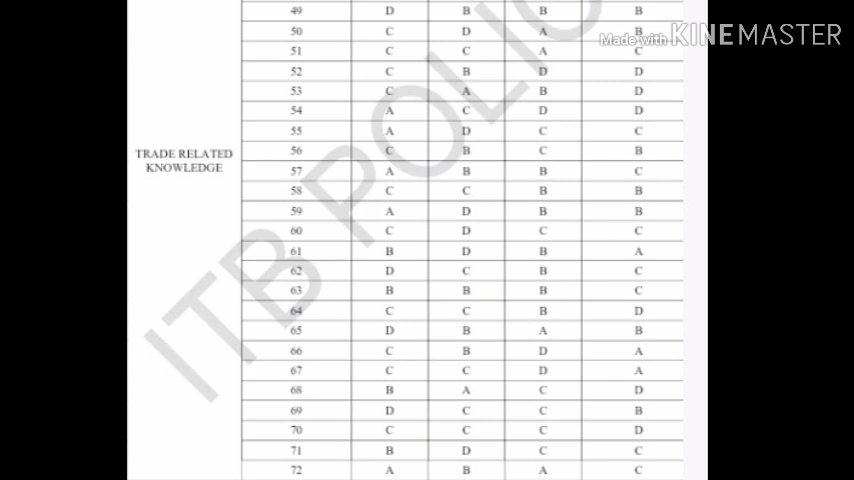 Made with KINEMASTER
49 D B B B
50 C D A B
51 C C A C
52 C B D D
53 C A B D
54 A C D D
55 A D C C
TRADE RELATED
KNOWLEDGE
56 C B C B
57 A B B C
58 C C B B
59 A D B B
60 C D C C
61 B D B A
62 D C B C
63 B B B C
64 C C B D
65 D B A B
66 C B D A
67 C C D A
68 B A C D
69 D C C B
70 C C C D
71 B D C C
72 A B A C
ITB POLIC